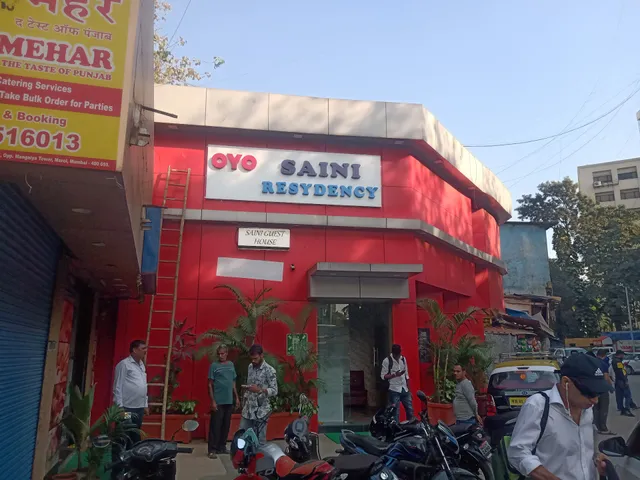 मेहर
द टेस्ट ऑफ पंजाब
MEHAR
THE TASTE OF PUNJAB
Catering Services
Take Bulk Order for Parties
& Booking
516013
OYO SAINI
RESYDENCY
SAINI GUEST
HOUSE